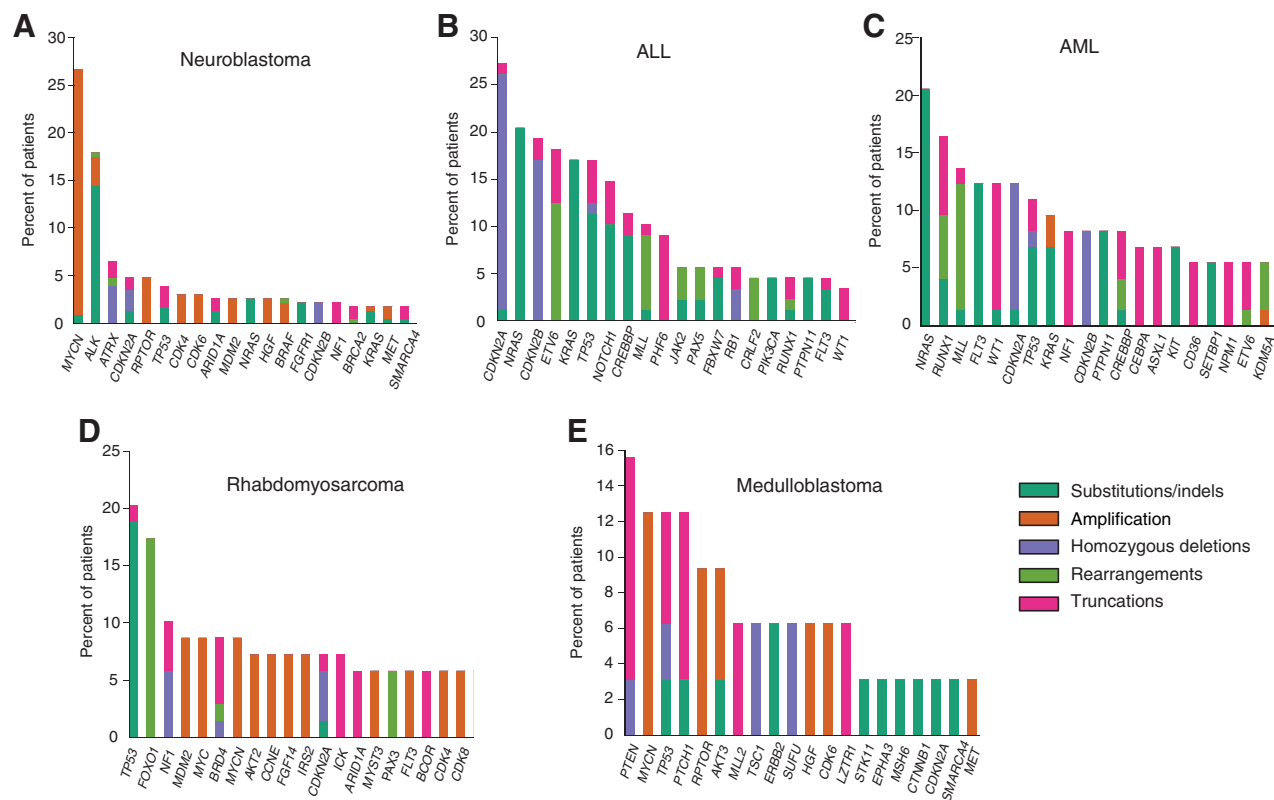 A
Neuroblastoma
Percent of patients
30
25
20
15
10
5
0
MYCN
ALK
ATRX
CDKN2A
RPTOR
TP53
CDK4
CDK6
ARID1A
MDM2
NRAS
HGF
BRAF
FGFR1
CDKN2B
NF1
BRCA2
KRAS
MET
SMARCA4
B
ALL
Percent of patients
30
25
20
15
10
5
0
CDKN2A
NRAS
CDKN2B
ETV6
KRAS
TP53
NOTCH1
CREBBP
MLL
PHF6
JAK2
PAX5
FBXW7
RB1
CRLF2
PIK3CA
RUNX1
PTPN11
FLT3
WT1
C
AML
Percent of patients
25
20
15
10
5
0
NRAS
RUNX1
MLL
FLT3
WT1
CDKN2A
TP53
KRAS
NF1
CDKN2B
PTPN11
CREBBP
CEBPA
ASXL1
KIT
CD36
SETBP1
NPM1
ETV6
KDM5A
D
Rhabdomyosarcoma
Percent of patients
25
20
15
10
5
0
TP53
FOXO1
NF1
MDM2
MYC
BRD4
MYCN
AKT2
CCNE
FGF14
IRS2
CDKN2A
ICK
ARID1A
MYST3
PAX3
FLT3
BCOR
CDK4
CDK8
E
Medulloblastoma
Percent of patients
16
14
12
10
8
6
4
2
0
PTEN
MYCN
TP53
PTCH1
RPTOR
AKT3
MLL2
TSC1
ERBB2
SUFU
HGF
CDK6
LZTR1
STK11
EPHA3
MSH6
CTNNB1
CDKN2A
SMARCA4
MET
Substitutions/indels
Amplification
Homozygous deletions
Rearrangements
Truncations